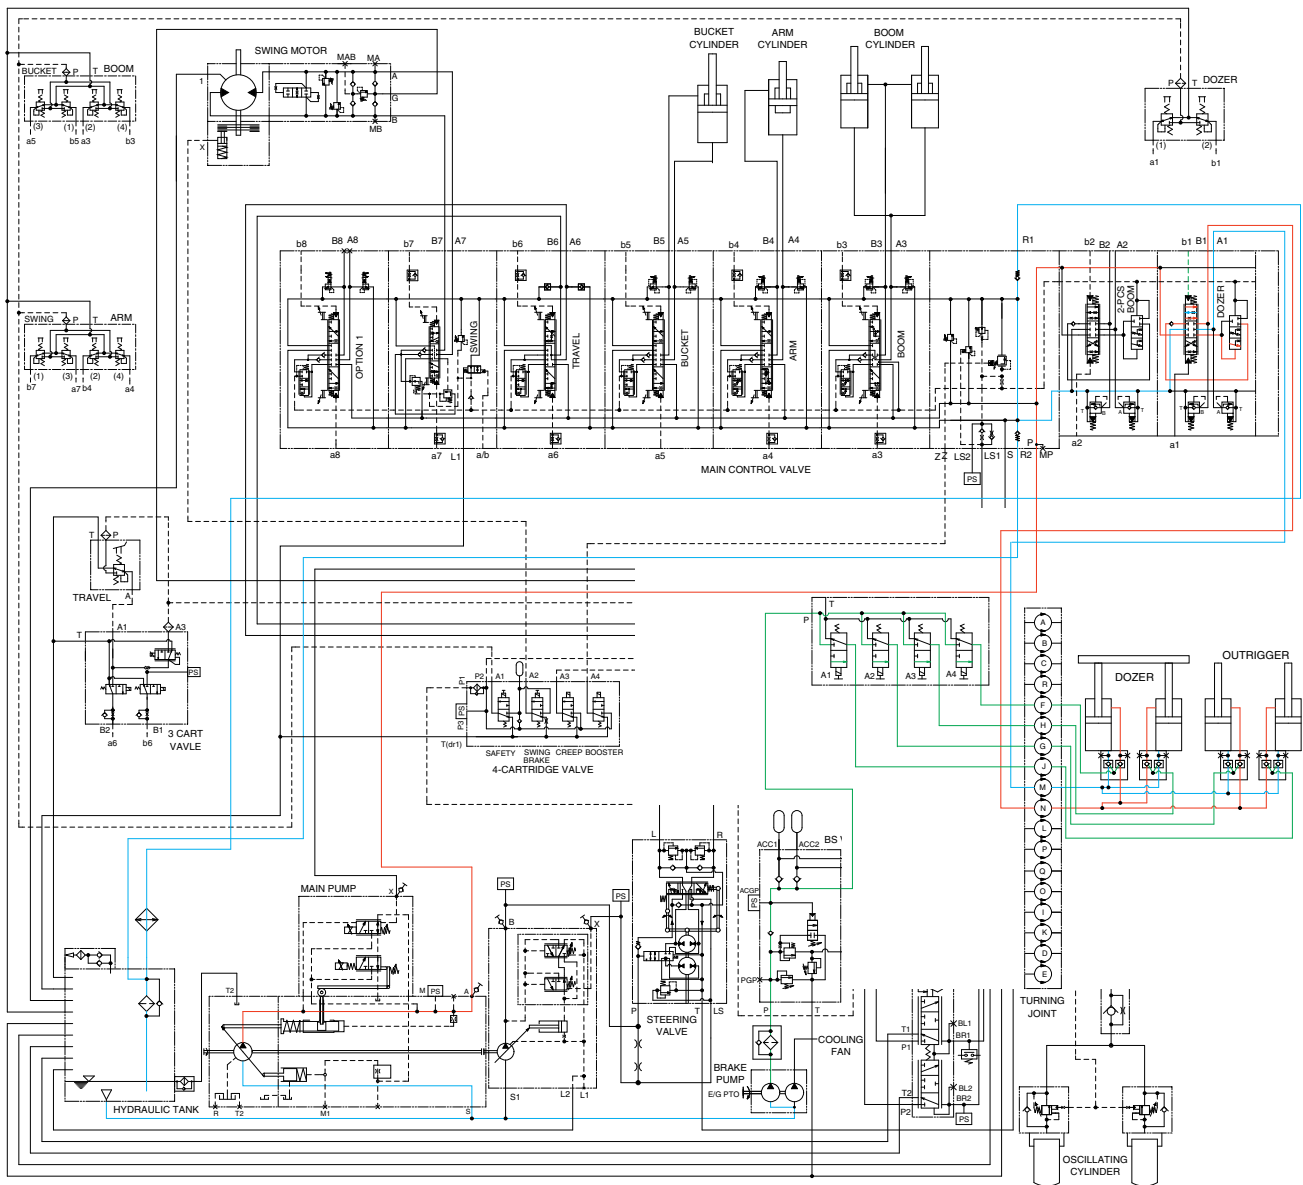 BUCKET CYLINDER
ARM CYLINDER
BOOM CYLINDER
SWING MOTOR
MAB MA
BUCKET P T BOOM
(3) (1) (2) (4)
a5 b5 a3 b3
1
A
G
B
MB
X
P T DOZER
(1) (2)
a1 b1
b8 B8 A8 b7 B7 A7 b6 B6 A6 b5 B5 A5 b4 B4 A4 b3 B3 A3 R1 b2 B2 A2 b1 B1 A1
OPTION 1
SWING
TRAVEL
BUCKET
ARM
BOOM
2-PCS BOOM
DOZER
T B A T T B A T
SWING P T ARM
(1) (3) (2) (4)
b7 a7 b4 a4
a8 a7 L1 a/b a6 a5 a4 a3 Z Z LS2 LS1 S R2 P MP a2 a1
MAIN CONTROL VALVE
PS
T P
TRAVEL A
A1 A3
T
PS
B2 B1
a6 b6
3 CART VAVLE
P1 P2 A1 A2 A3 A4
PS
P3
T(dr1)
SAFETY SWING BRAKE CREEP BOOSTER
4-CARTRIDGE VALVE
T
P
A1 A2 A3 A4
A
B
C
R
F
H
G
J
M
N
L
P
Q
O
I
K
D
E
TURNING JOINT
DOZER
OUTRIGGER
MAIN PUMP
X
T2 M PS A
R T2 M1 S
HYDRAULIC TANK
PS
B X
S1 L2 L1
PS
L R
P T LS
STEERING VALVE
ACC1 ACC2 BS
ACGP
PS
PGPX
P T
BRAKE PUMP
E/G PTO
COOLING FAN
T1
P1
BL1
BR1
T2
P2
BL2
BR2
PS
OSCILLATING CYLINDER